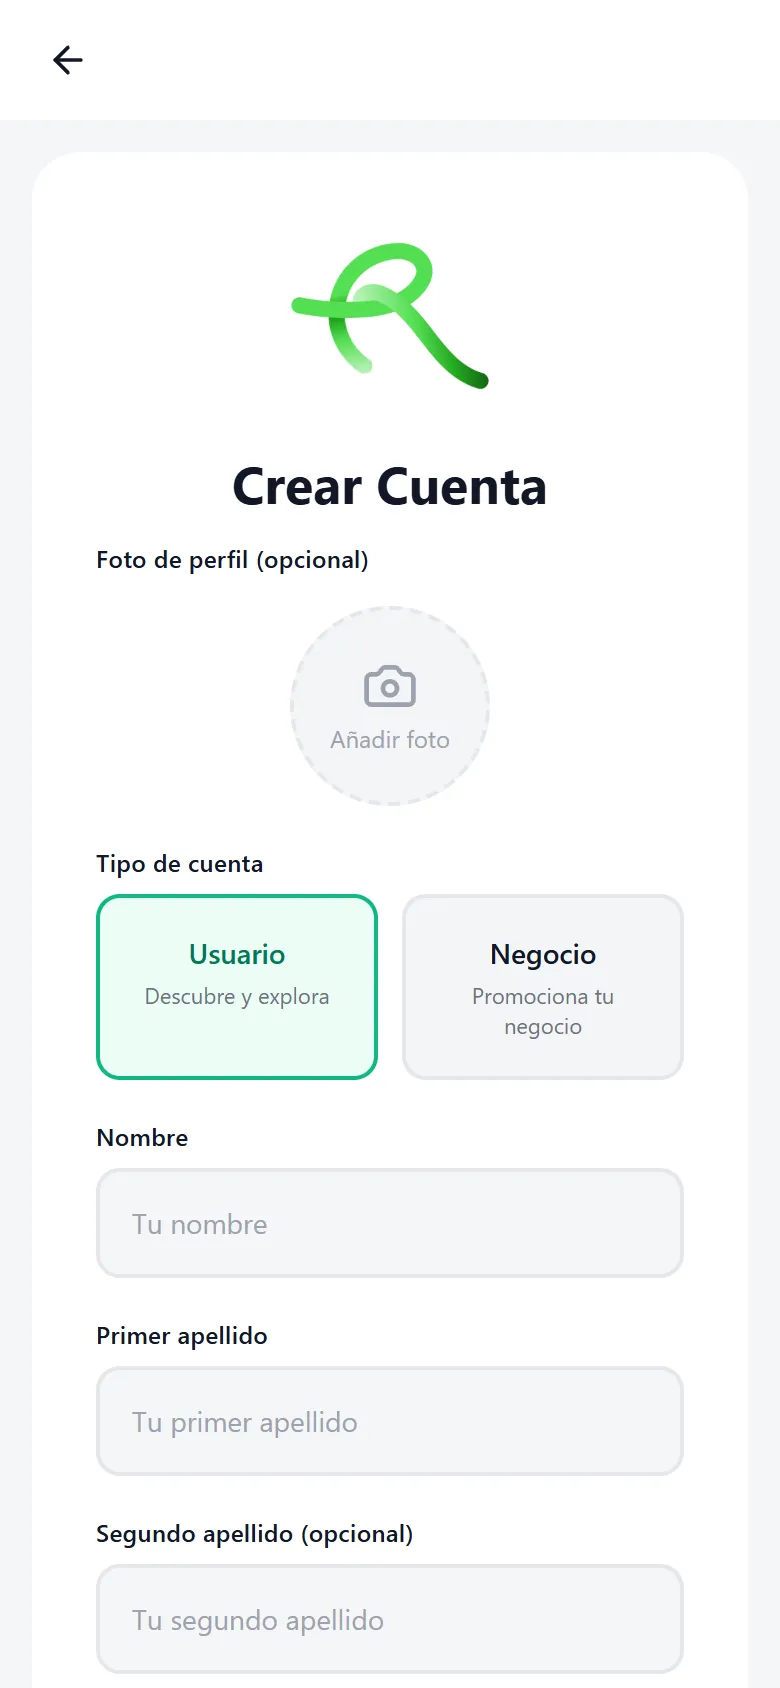 Crear Cuenta
Foto de perfil (opcional)
Añadir foto
Tipo de cuenta
Usuario
Descubre y explora
Negocio
Promociona tu
negocio
Nombre
Tu nombre
Primer apellido
Tu primer apellido
Segundo apellido (opcional)
Tu segundo apellido